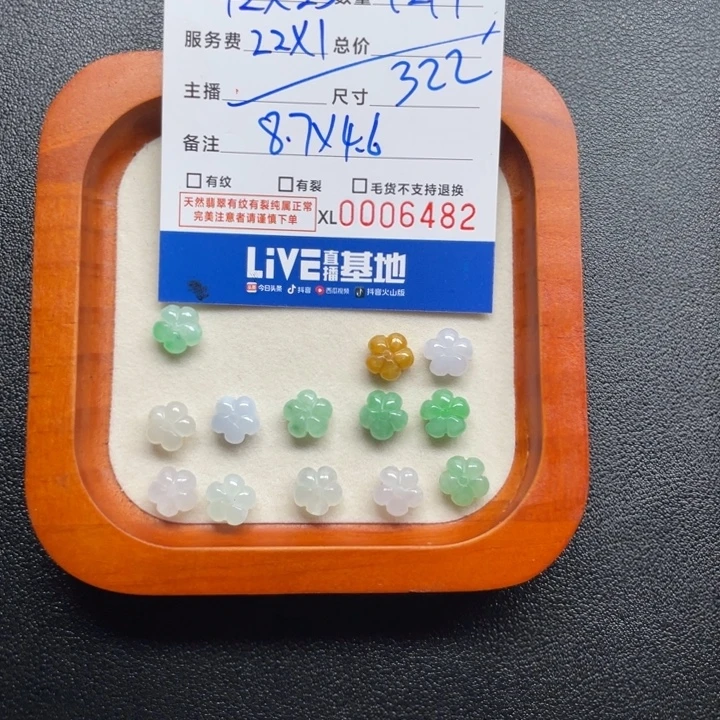 12X25 数量
服务费 22X1 总价
主播 尺寸 322
备注 8.7X4.6
□有纹 □有裂 □毛货不支持退换
天然翡翠有纹有裂纯属正常
完美注意者请谨慎下单
XL0006482
LiVE直播基地
今日头条 抖音 西瓜视频 抖音火山版